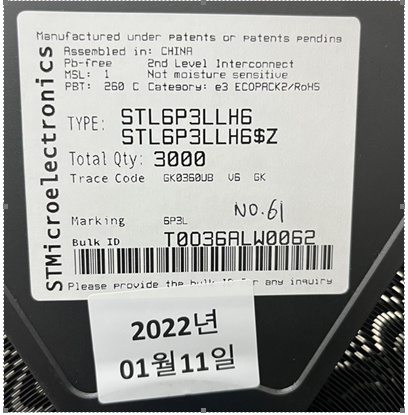 STMicroelectronics
Manufactured under patents or patents pending
Assembled in: CHINA
Pb-free 2nd Level Interconnect
MSL: 1 Not moisture sensitive
PBT: 260 C Category: e3 ECOPACK2/RoHS
TYPE: STL6P3LLH6
STL6P3LLH6$Z
Total Qty: 3000
Trace Code GK0360UB V6 GK
NO.61
Marking 6P3L
Bulk ID T0036ALW0062
Please provide the bulk ID for any inquiry
2022년
01월11일